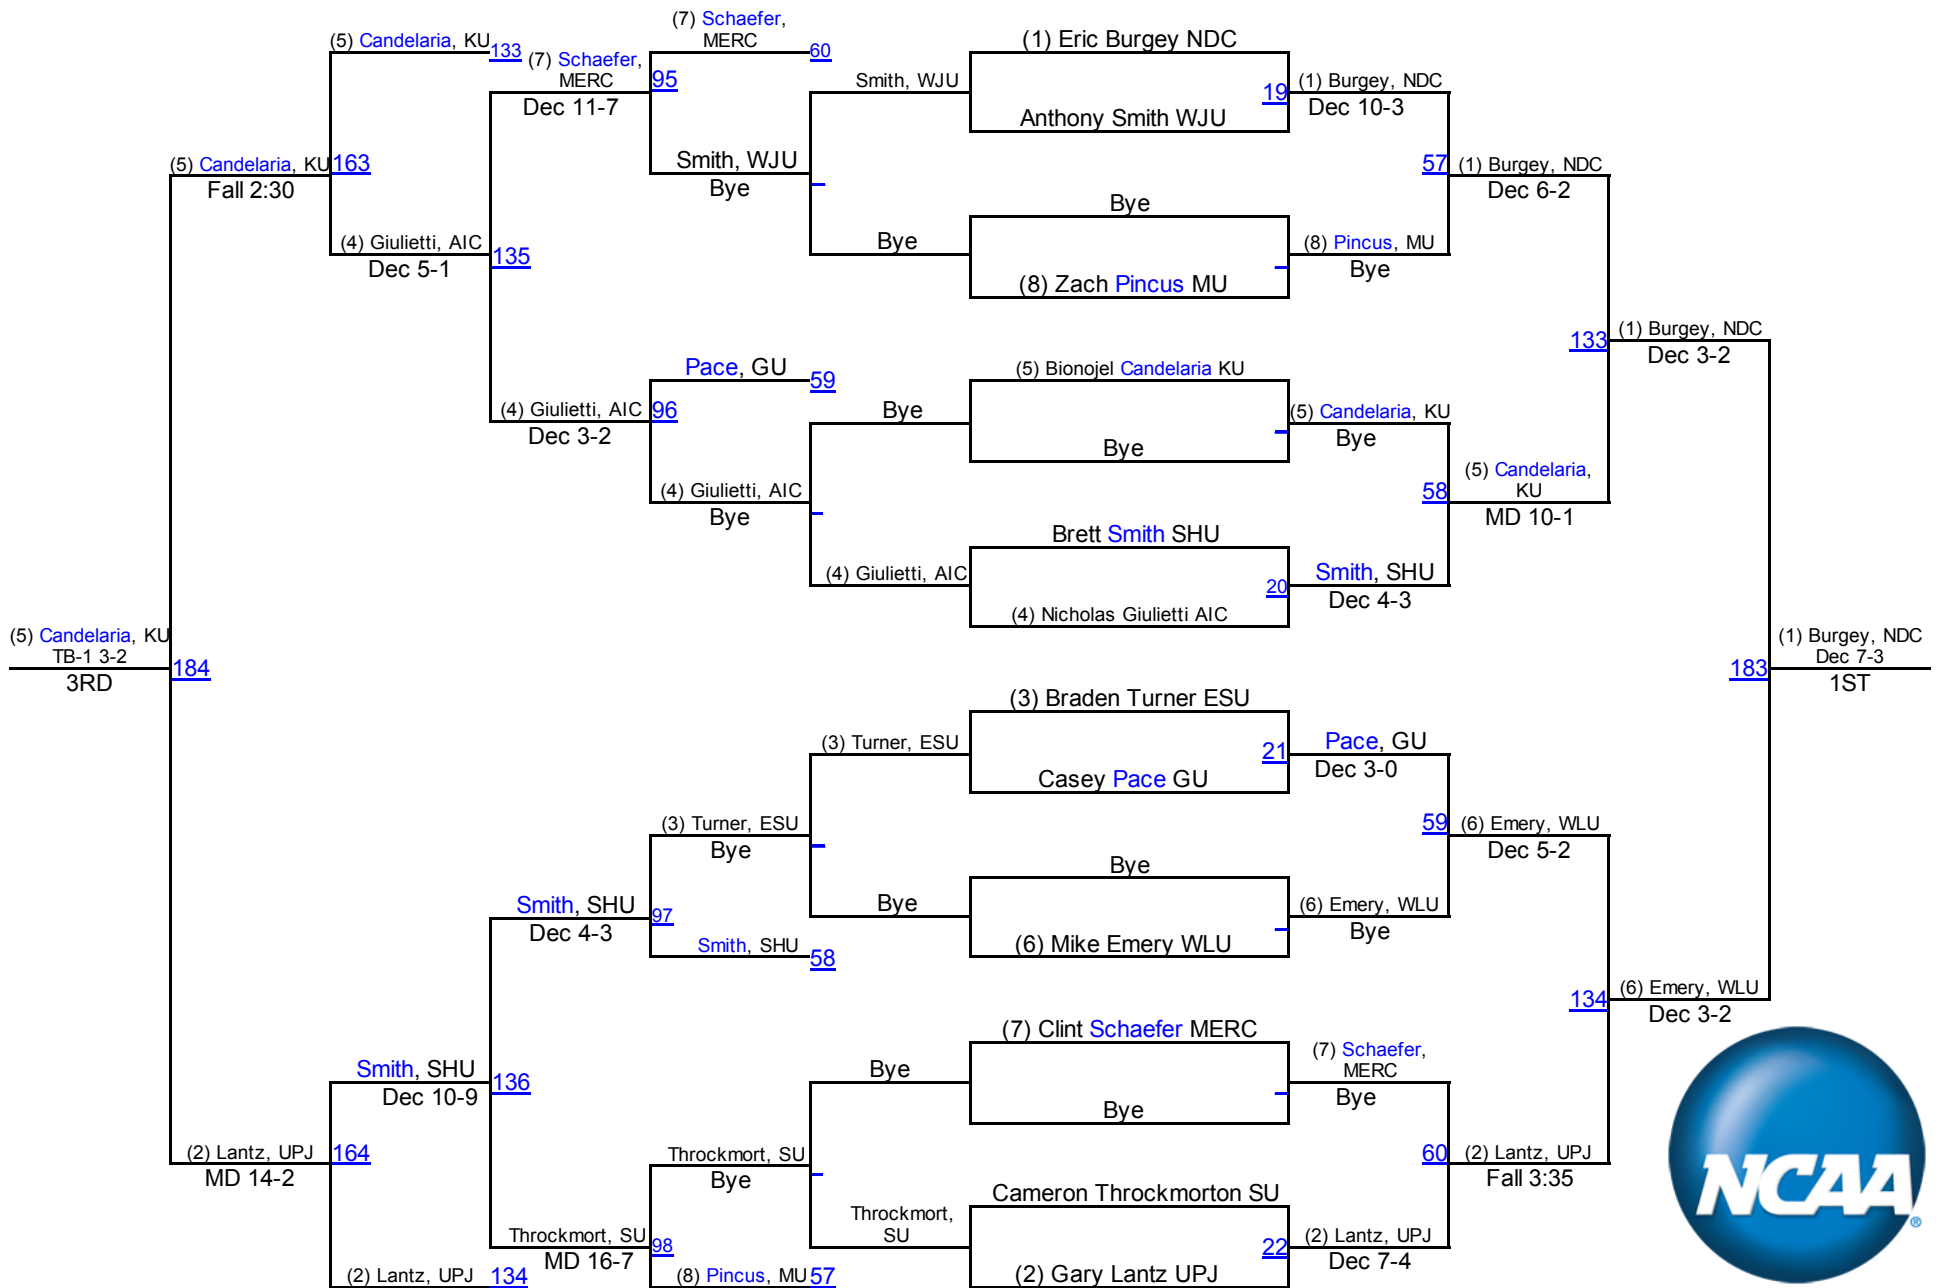 (7) Schaefer,
MERC
60
(5) Candelaria, KU
133
(7) Schaefer,
MERC
Dec 11-7
95
(1) Eric Burgey NDC
Smith, WJU
19
(1) Burgey, NDC
Dec 10-3
Anthony Smith WJU
(5) Candelaria, KU
Fall 2:30
163
Smith, WJU
Bye
57
(1) Burgey, NDC
Dec 6-2
Bye
(4) Giulietti, AIC
Dec 5-1
135
Bye
(8) Pincus, MU
Bye
(8) Zach Pincus MU
133
(1) Burgey, NDC
Dec 3-2
Pace, GU
59
(5) Bionojel Candelaria KU
(4) Giulietti, AIC
Dec 3-2
96
Bye
(5) Candelaria, KU
Bye
Bye
(4) Giulietti, AIC
Bye
58
(5) Candelaria,
KU
MD 10-1
Brett Smith SHU
(4) Giulietti, AIC
20
Smith, SHU
Dec 4-3
(4) Nicholas Giulietti AIC
(5) Candelaria, KU
TB-1 3-2
3RD
184
183
(1) Burgey, NDC
Dec 7-3
1ST
(3) Braden Turner ESU
(3) Turner, ESU
21
Pace, GU
Dec 3-0
Casey Pace GU
(3) Turner, ESU
Bye
59
(6) Emery, WLU
Dec 5-2
Bye
Smith, SHU
Dec 4-3
97
Bye
(6) Emery, WLU
Bye
Smith, SHU
58
(6) Mike Emery WLU
134
(6) Emery, WLU
Dec 3-2
(7) Clint Schaefer MERC
Smith, SHU
Dec 10-9
136
Bye
(7) Schaefer,
MERC
Bye
Bye
(2) Lantz, UPJ
MD 14-2
164
Throckmort, SU
Bye
60
(2) Lantz, UPJ
Fall 3:35
NCAA
®
Cameron Throckmorton SU
Throckmort, SU
MD 16-7
98
Throckmort,
SU
22
(2) Lantz, UPJ
Dec 7-4
(2) Lantz, UPJ
134
(8) Pincus, MU
57
(2) Gary Lantz UPJ